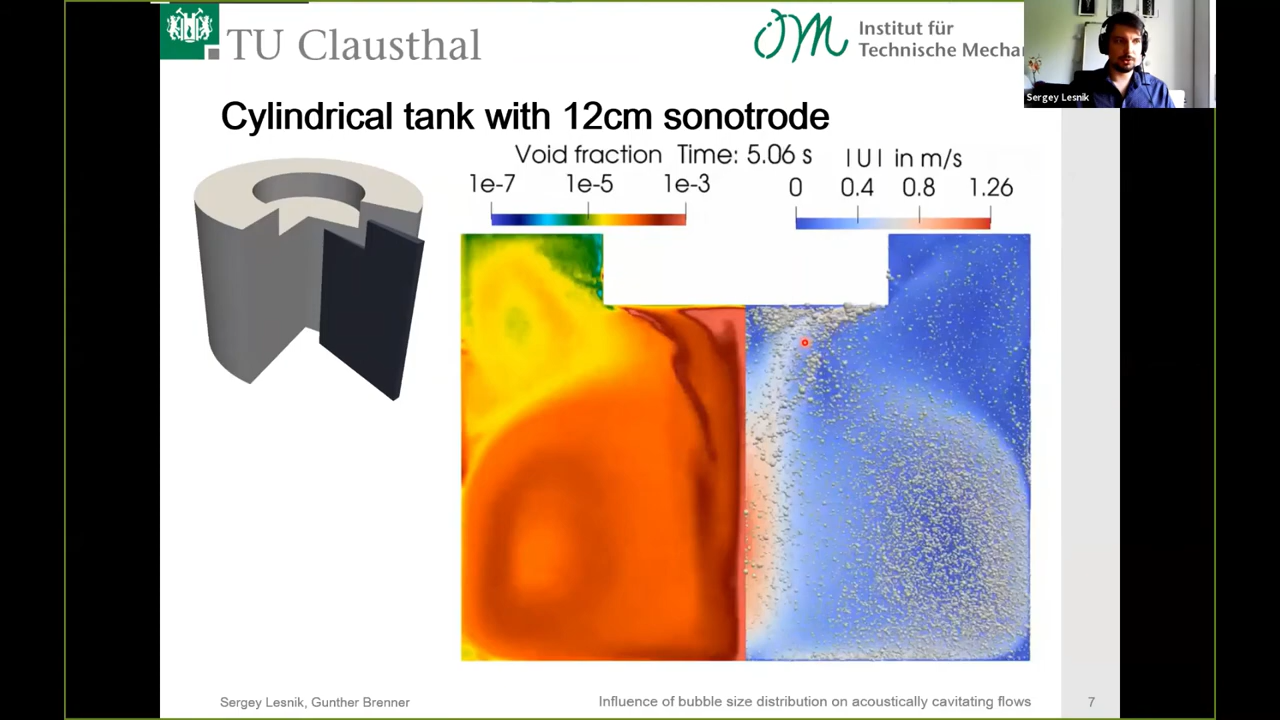 TU Clausthal
Institut für
Technische Mecha
Sergey Lesnik
Cylindrical tank with 12cm sonotrode
Void fraction Time: 5.06 s |U| in m/s
1e-7 1e-5 1e-3 0 0.4 0.8 1.26
Sergey Lesnik, Gunther Brenner
Influence of bubble size distribution on acoustically cavitating flows
7